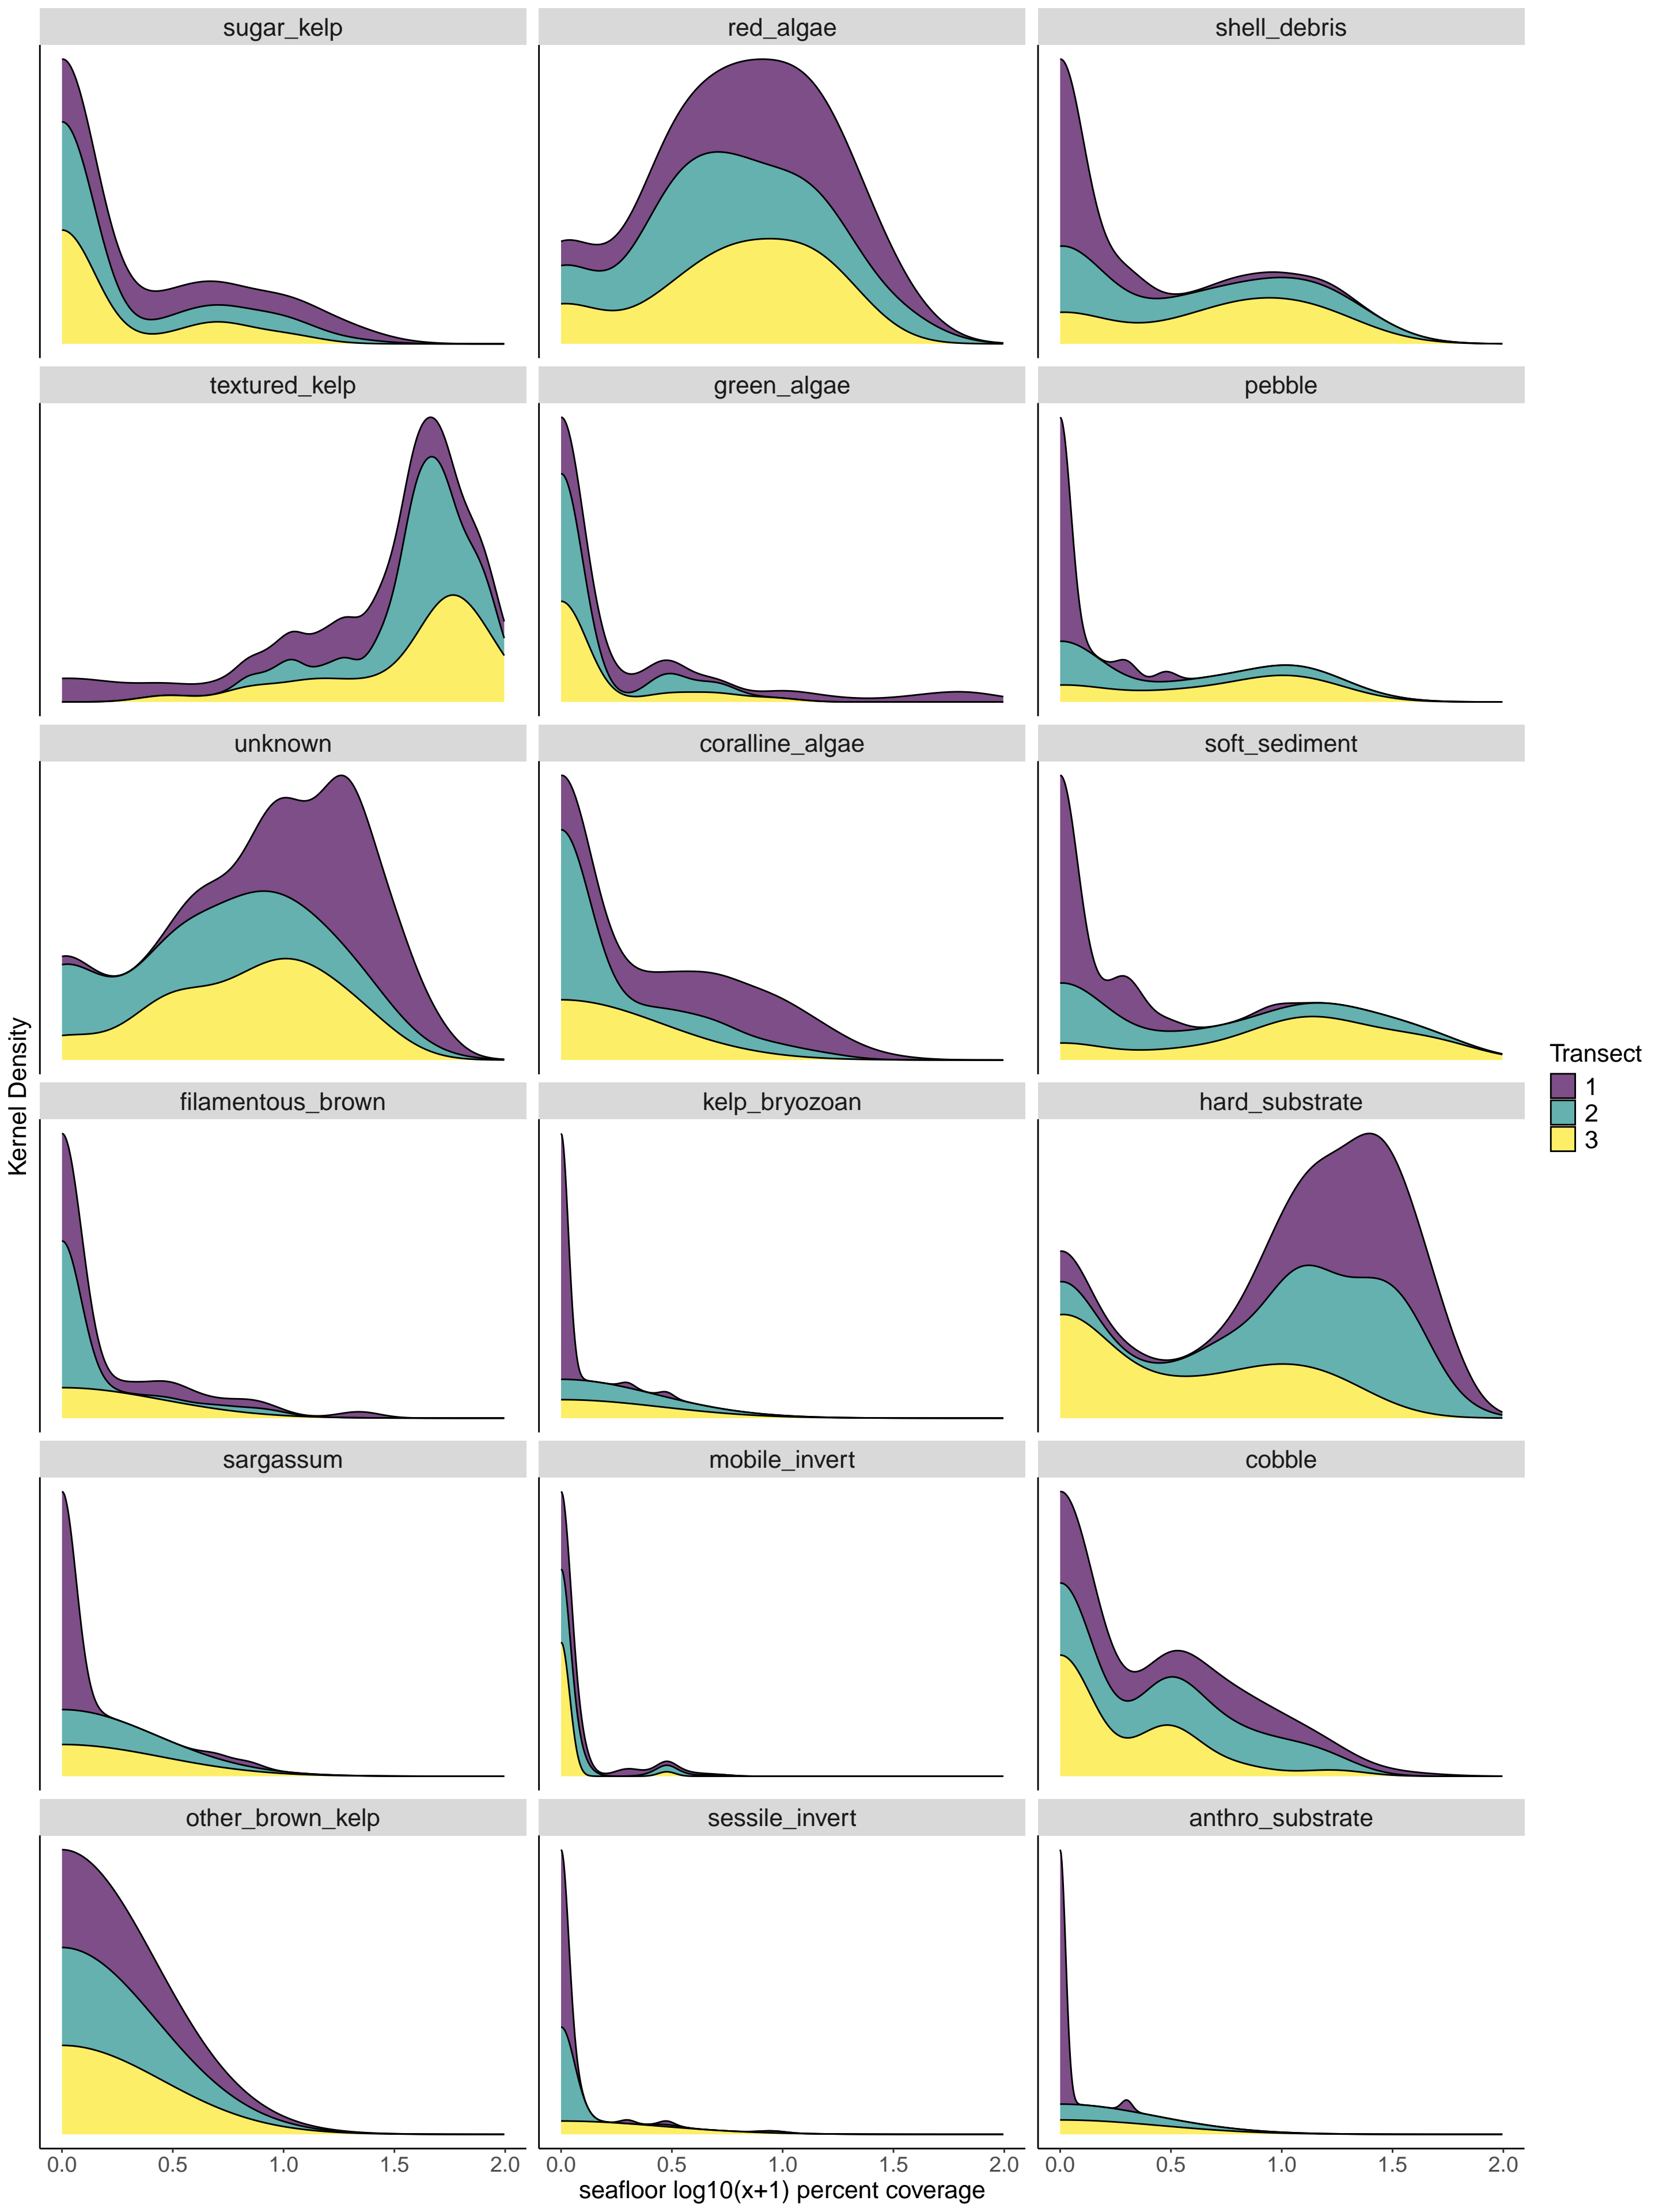 sugar_kelp
red_algae
shell_debris
textured_kelp
green_algae
pebble
unknown
coralline_algae
soft_sediment
filamentous_brown
kelp_bryozoan
hard_substrate
sargassum
mobile_invert
cobble
other_brown_kelp
sessile_invert
anthro_substrate
Kernel Density
Transect
1
2
3
0.0 0.5 1.0 1.5 2.0
0.0 0.5 1.0 1.5 2.0
0.0 0.5 1.0 1.5 2.0
seafloor log10(x+1) percent coverage